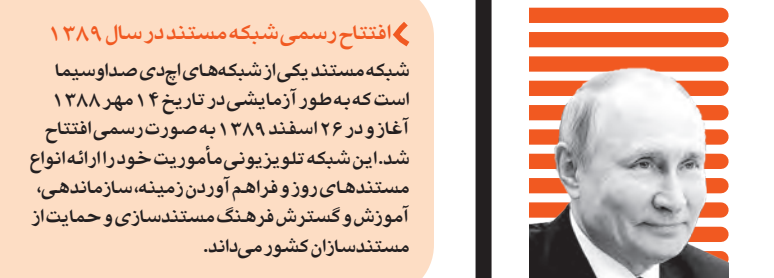 افتتاح رسمی شبکه مستند در سال ۱۳۸۹
شبکه مستند یکی از شبکه‌های اچ‌دی صداوسیما
است که به‌طور آزمایشی در تاریخ ۱۴ مهر ۱۳۸۸
آغاز و در ۲۶ اسفند ۱۳۸۹ به‌صورت رسمی افتتاح
شد. این شبکه تلویزیونی مأموریت خود را ارائه انواع
مستندهای روز و فراهم آوردن زمینه، سازماندهی،
آموزش و گسترش فرهنگ مستندسازی و حمایت از
مستندسازان کشور می‌داند.